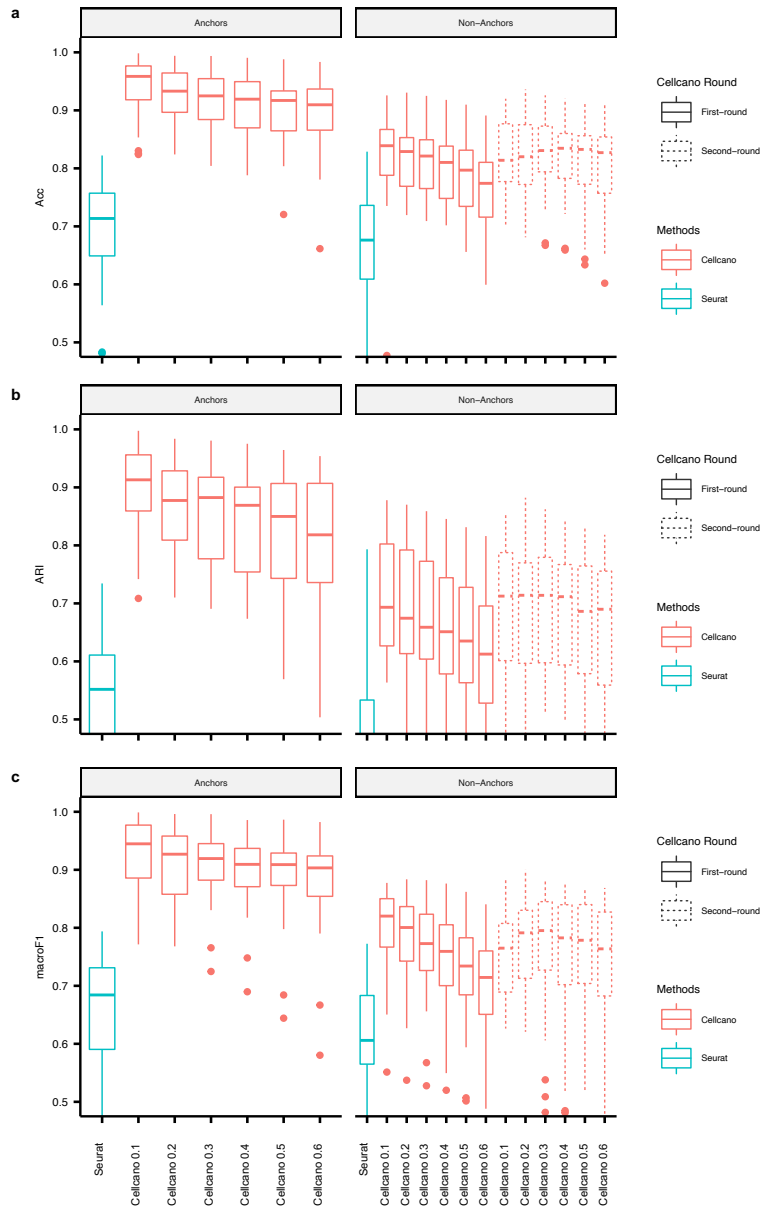 a
Anchors
Non−Anchors
1.0
0.9
0.8
0.7
0.6
0.5
Acc
Cellcano Round
First−round
Second−round
Methods
Cellcano
Seurat
b
Anchors
Non−Anchors
1.0
0.9
0.8
0.7
0.6
0.5
ARI
Cellcano Round
First−round
Second−round
Methods
Cellcano
Seurat
c
Anchors
Non−Anchors
1.0
0.9
0.8
0.7
0.6
0.5
macroF1
Cellcano Round
First−round
Second−round
Methods
Cellcano
Seurat
Seurat
Cellcano 0.1
Cellcano 0.2
Cellcano 0.3
Cellcano 0.4
Cellcano 0.5
Cellcano 0.6
Seurat
Cellcano 0.1
Cellcano 0.2
Cellcano 0.3
Cellcano 0.4
Cellcano 0.5
Cellcano 0.6
Cellcano 0.1
Cellcano 0.2
Cellcano 0.3
Cellcano 0.4
Cellcano 0.5
Cellcano 0.6